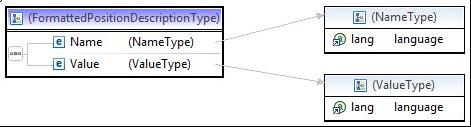 (FormattedPositionDescriptionType)
Name (NameType)
Value (ValueType)
(NameType)
lang language
(ValueType)
lang language